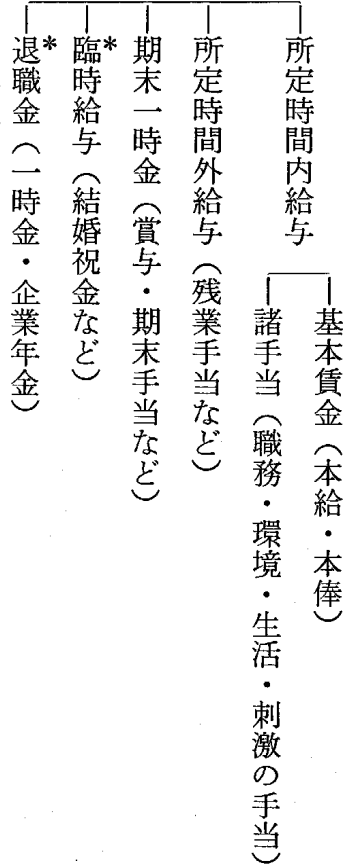 所定時間内給与
基本賃金（本給・本俸）
諸手当（職務・環境・生活・刺激の手当）
所定時間外給与（残業手当など）
期末一時金（賞与・期末手当など）
*臨時給与（結婚祝金など）
*退職金（一時金・企業年金）